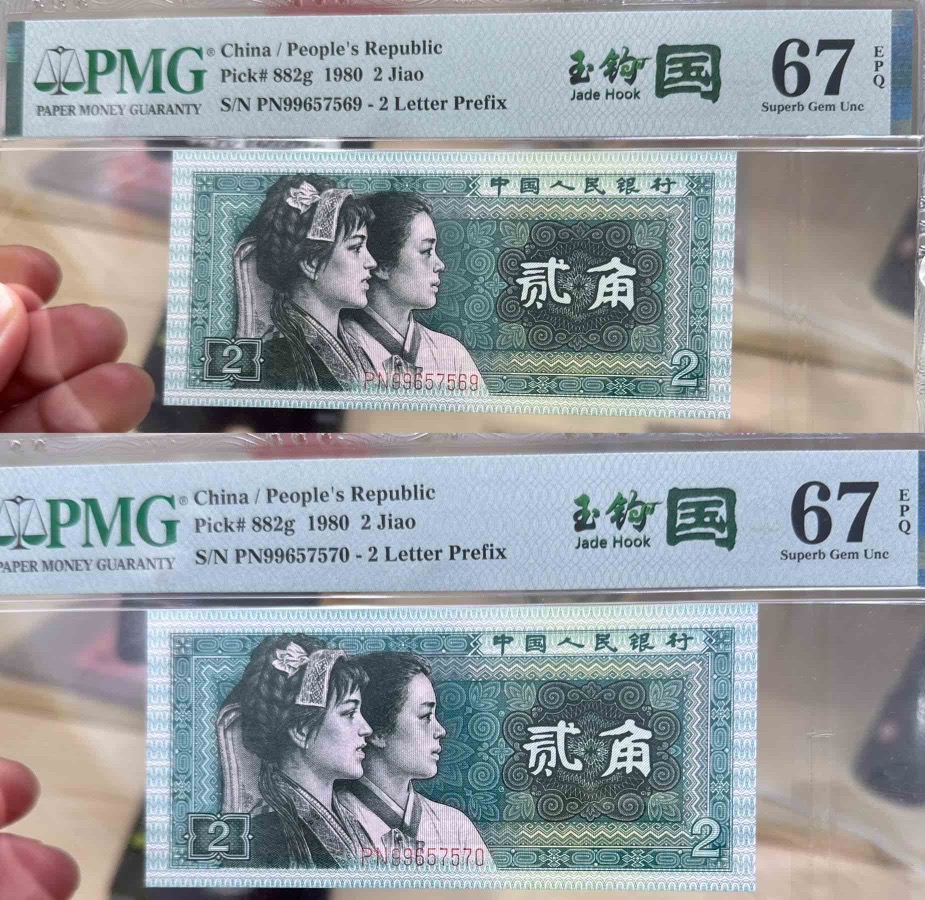 PMG®
PAPER MONEY GUARANTY
China / People's Republic
Pick# 882g 1980 2 Jiao
S/N PN99657569 - 2 Letter Prefix
玉钩
Jade Hook
国
67
EPQ
Superb Gem Unc
中国人民银行
贰角
2
PN99657569
2
PMG®
PAPER MONEY GUARANTY
China / People's Republic
Pick# 882g 1980 2 Jiao
S/N PN99657570 - 2 Letter Prefix
玉钩
Jade Hook
国
67
EPQ
Superb Gem Unc
中国人民银行
贰角
2
PN99657570
2